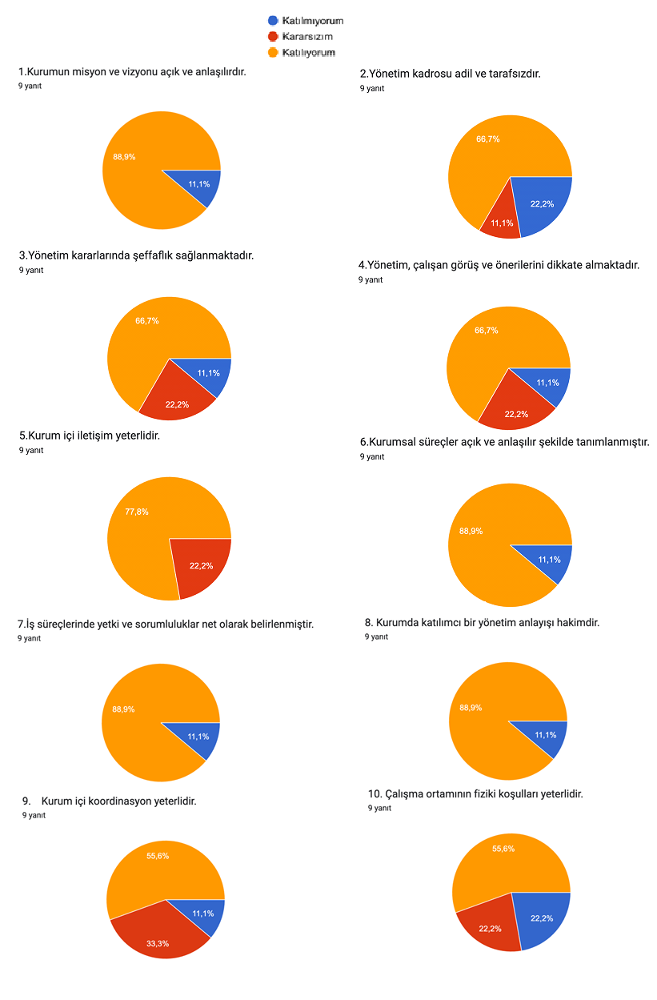 Katılmıyorum
Kararsızım
Katılıyorum
1.Kurumun misyon ve vizyonu açık ve anlaşılırdır.
9 yanıt
88,9%
11,1%
2.Yönetim kadrosu adil ve tarafsızdır.
9 yanıt
66,7%
22,2%
11,1%
3.Yönetim kararlarında şeffaflık sağlanmaktadır.
9 yanıt
66,7%
11,1%
22,2%
4.Yönetim, çalışan görüş ve önerilerini dikkate almaktadır.
9 yanıt
66,7%
11,1%
22,2%
5.Kurum içi iletişim yeterlidir.
9 yanıt
77,8%
22,2%
6.Kurumsal süreçler açık ve anlaşılır şekilde tanımlanmıştır.
9 yanıt
88,9%
11,1%
7.İş süreçlerinde yetki ve sorumluluklar net olarak belirlenmiştir.
9 yanıt
88,9%
11,1%
8. Kurumda katılımcı bir yönetim anlayışı hakimdir.
9 yanıt
88,9%
11,1%
9. Kurum içi koordinasyon yeterlidir.
9 yanıt
55,6%
11,1%
33,3%
10. Çalışma ortamının fiziki koşulları yeterlidir.
9 yanıt
55,6%
22,2%
22,2%